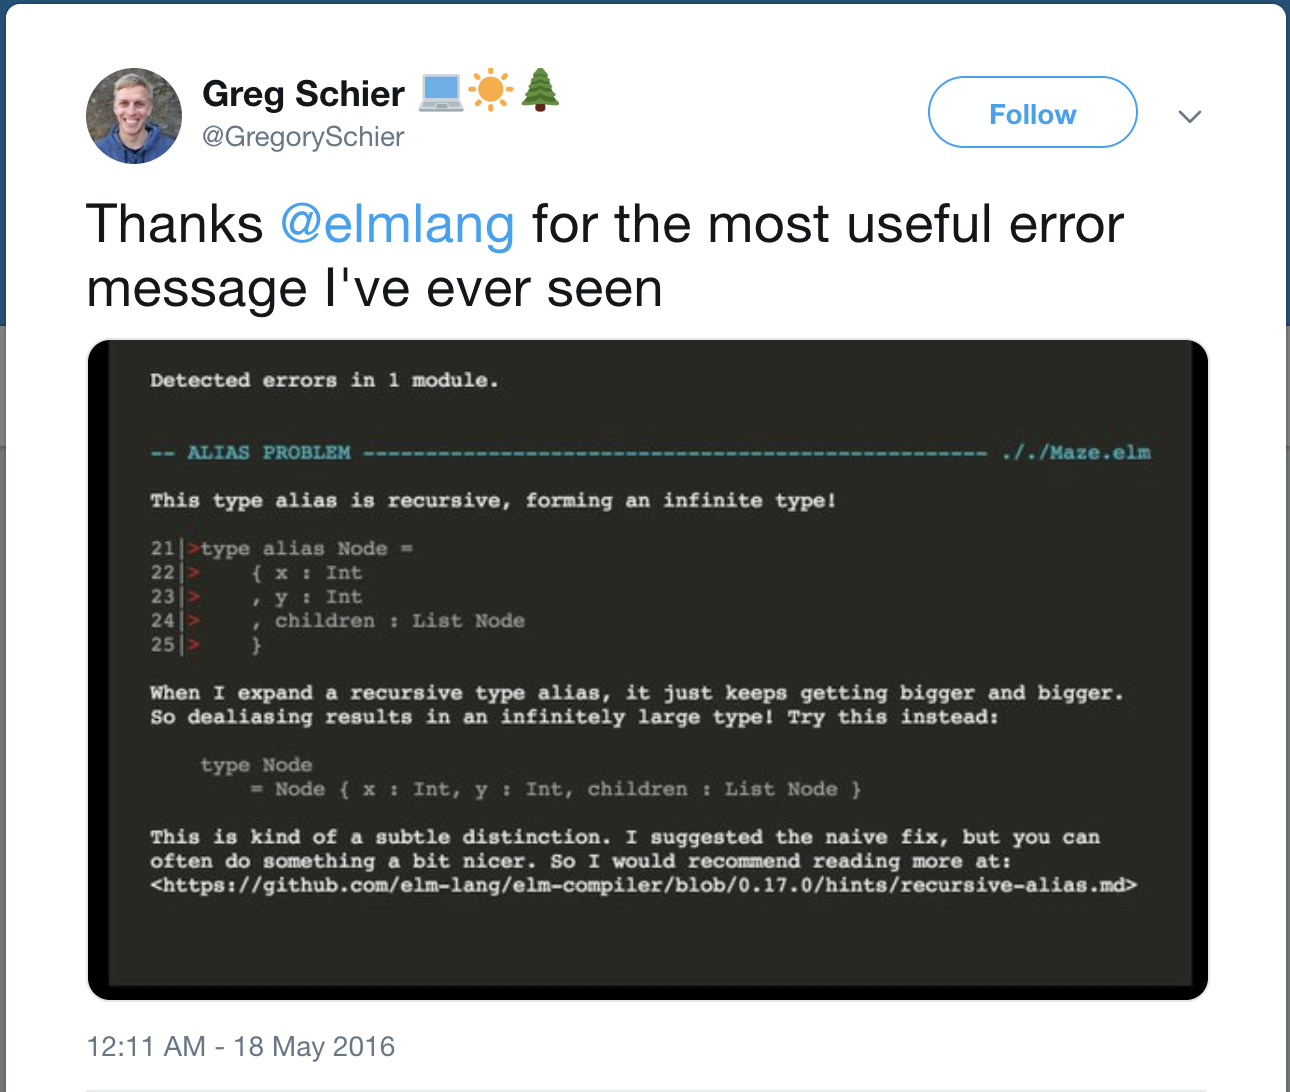 Greg Schier 💻☀️🌲
@GregorySchier
Follow
Thanks @elmlang for the most useful error
message I've ever seen
Detected errors in 1 module.
-- ALIAS PROBLEM -------------------------------------------------- ././Maze.elm
This type alias is recursive, forming an infinite type!
21|>type alias Node =
22|>    { x : Int
23|>    , y : Int
24|>    , children : List Node
25|>    }
When I expand a recursive type alias, it just keeps getting bigger and bigger.
So dealiasing results in an infinitely large type! Try this instead:
    type Node
        = Node { x : Int, y : Int, children : List Node }
This is kind of a subtle distinction. I suggested the naive fix, but you can
often do something a bit nicer. So I would recommend reading more at:
<https://github.com/elm-lang/elm-compiler/blob/0.17.0/hints/recursive-alias.md>
12:11 AM - 18 May 2016